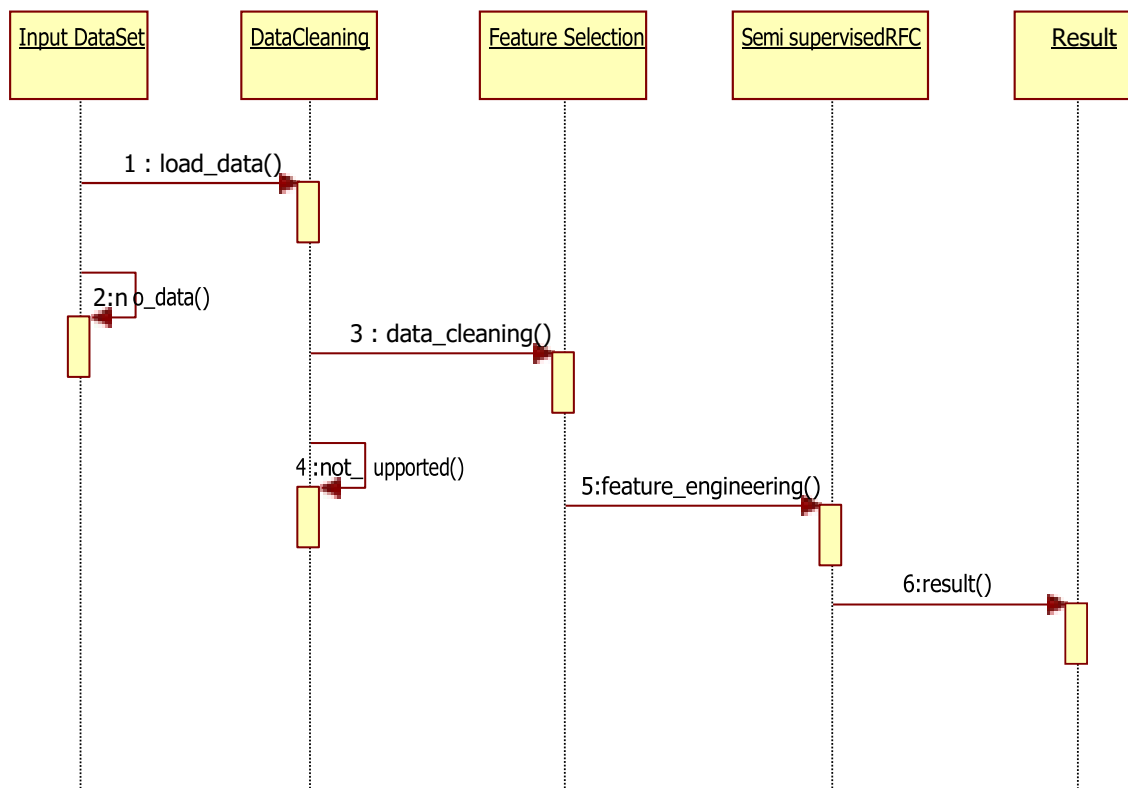 Input DataSet
DataCleaning
Feature Selection
Semi supervisedRFC
Result
1 : load_data()
2:n o_data()
3 : data_cleaning()
4 :not_ upported()
5:feature_engineering()
6:result()